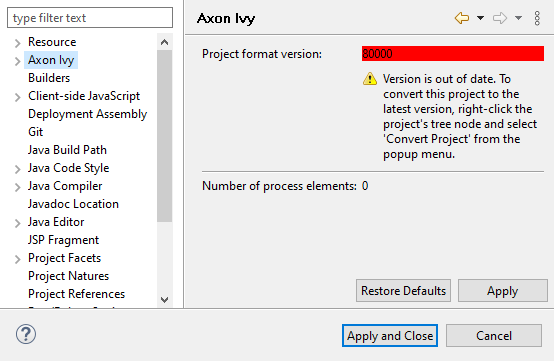 type filter text
Resource
Axon Ivy
Builders
Client-side JavaScript
Deployment Assembly
Git
Java Build Path
Java Code Style
Java Compiler
Javadoc Location
Java Editor
JSP Fragment
Project Facets
Project Natures
Project References
Axon Ivy
Project format version:
80000
Version is out of date. To
convert this project to the
latest version, right-click the
project's tree node and select
'Convert Project' from the
popup menu.
Number of process elements: 0
Restore Defaults
Apply
Apply and Close
Cancel